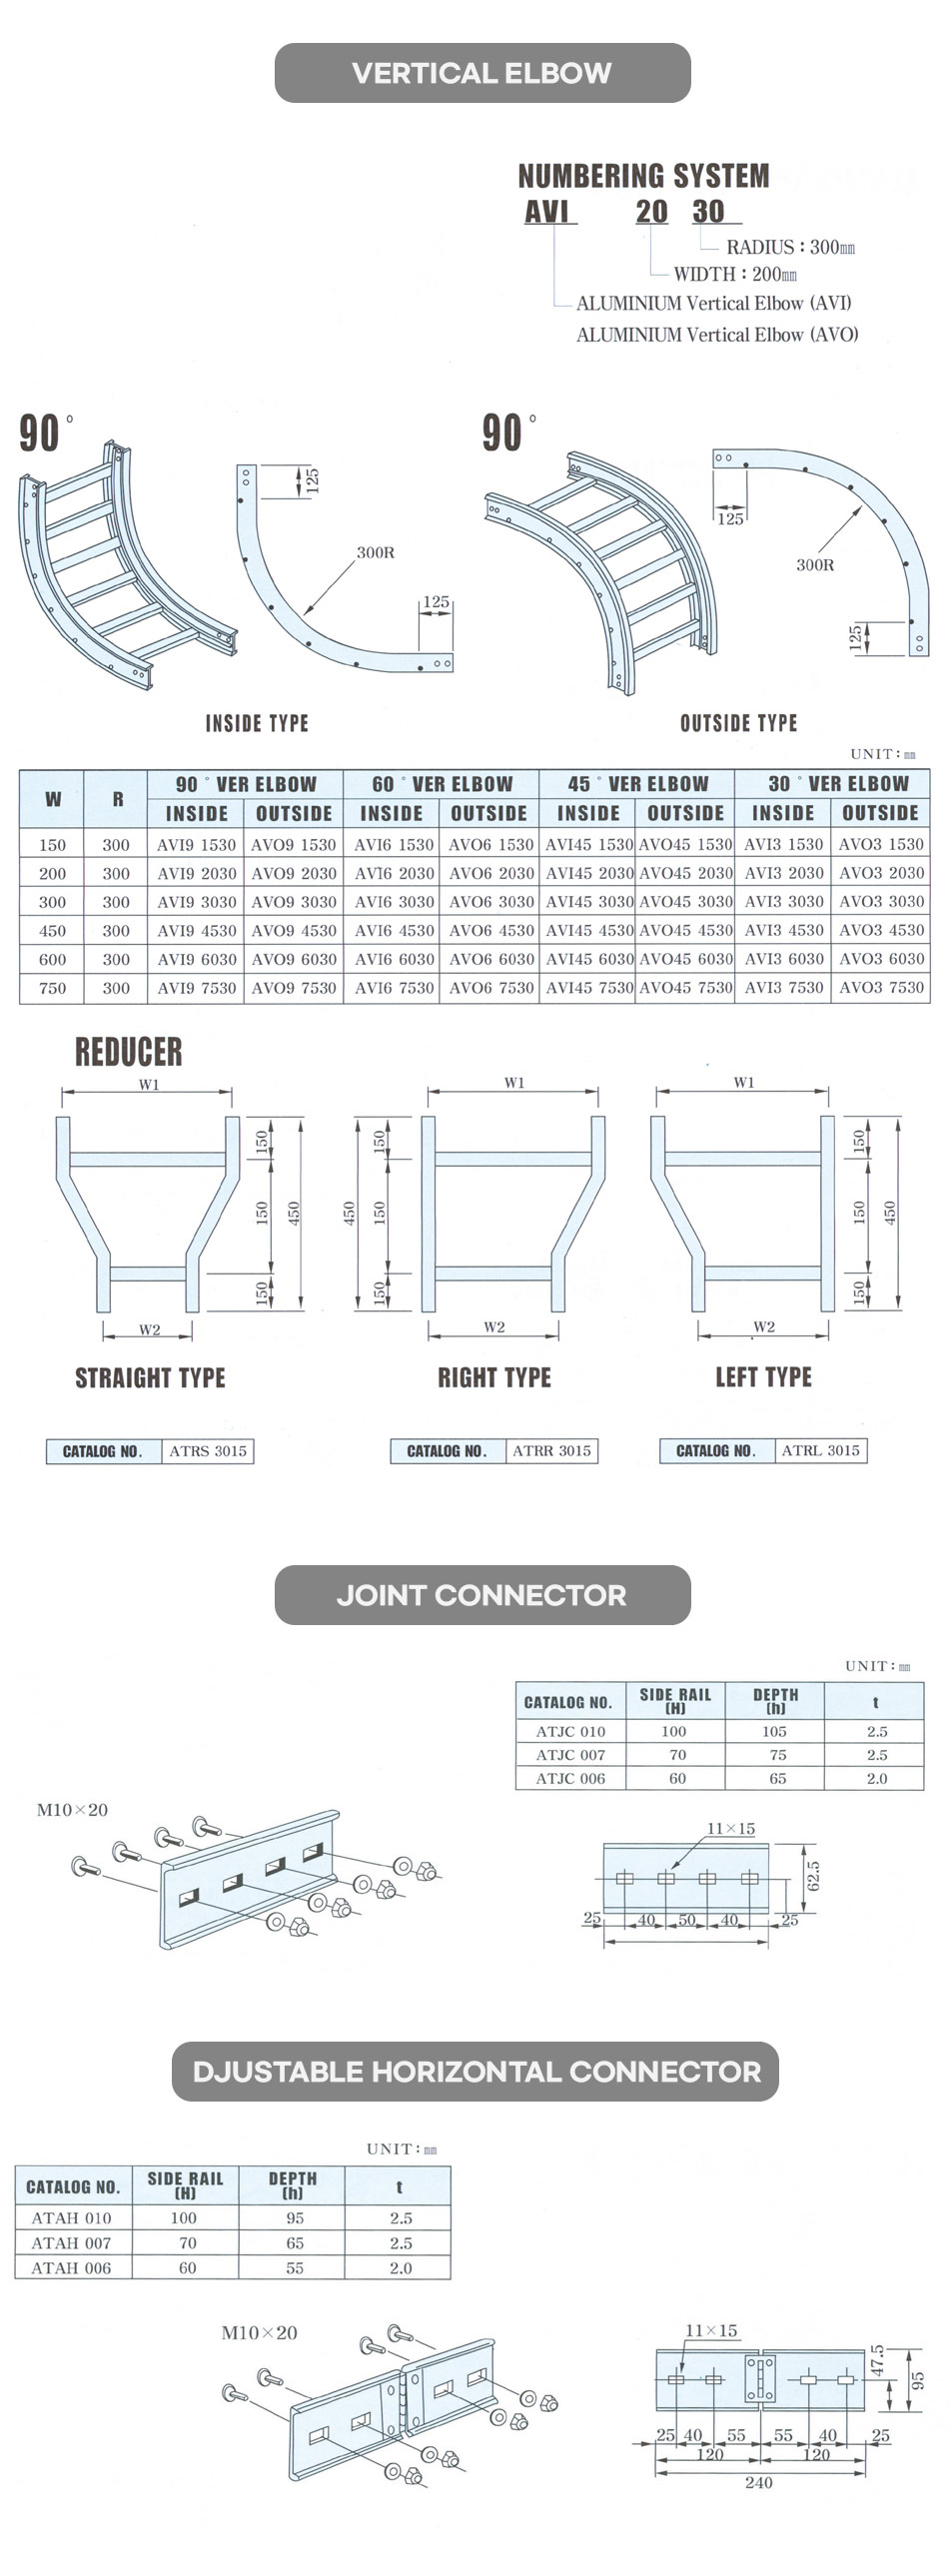 VERTICAL ELBOW
NUMBERING SYSTEM
AVI 20 30
RADIUS : 300㎜
WIDTH : 200㎜
ALUMINIUM Vertical Elbow (AVI)
ALUMINIUM Vertical Elbow (AVO)
90°
125
300R
125
INSIDE TYPE
90°
125
300R
125
OUTSIDE TYPE
UNIT : ㎜
W R 90° VER ELBOW 60° VER ELBOW 45° VER ELBOW 30° VER ELBOW
INSIDE OUTSIDE INSIDE OUTSIDE INSIDE OUTSIDE INSIDE OUTSIDE
150 300 AVI9 1530 AVO9 1530 AVI6 1530 AVO6 1530 AVI45 1530 AVO45 1530 AVI3 1530 AVO3 1530
200 300 AVI9 2030 AVO9 2030 AVI6 2030 AVO6 2030 AVI45 2030 AVO45 2030 AVI3 2030 AVO3 2030
300 300 AVI9 3030 AVO9 3030 AVI6 3030 AVO6 3030 AVI45 3030 AVO45 3030 AVI3 3030 AVO3 3030
450 300 AVI9 4530 AVO9 4530 AVI6 4530 AVO6 4530 AVI45 4530 AVO45 4530 AVI3 4530 AVO3 4530
600 300 AVI9 6030 AVO9 6030 AVI6 6030 AVO6 6030 AVI45 6030 AVO45 6030 AVI3 6030 AVO3 6030
750 300 AVI9 7530 AVO9 7530 AVI6 7530 AVO6 7530 AVI45 7530 AVO45 7530 AVI3 7530 AVO3 7530
REDUCER
W1
150
150
450
150
W2
STRAIGHT TYPE
CATALOG NO. ATRS 3015
W1
450
150
150
150
W2
RIGHT TYPE
CATALOG NO. ATRR 3015
W1
150
150
450
150
W2
LEFT TYPE
CATALOG NO. ATRL 3015
JOINT CONNECTOR
UNIT : ㎜
CATALOG NO. SIDE RAIL (H) DEPTH (h) t
ATJC 010 100 105 2.5
ATJC 007 70 75 2.5
ATJC 006 60 65 2.0
M10×20
11×15
62.5
25 40 50 40 25
DJUSTABLE HORIZONTAL CONNECTOR
UNIT : ㎜
CATALOG NO. SIDE RAIL (H) DEPTH (h) t
ATAH 010 100 95 2.5
ATAH 007 70 65 2.5
ATAH 006 60 55 2.0
M10×20
11×15
47.5
95
25 40 55 55 40 25
120 120
240